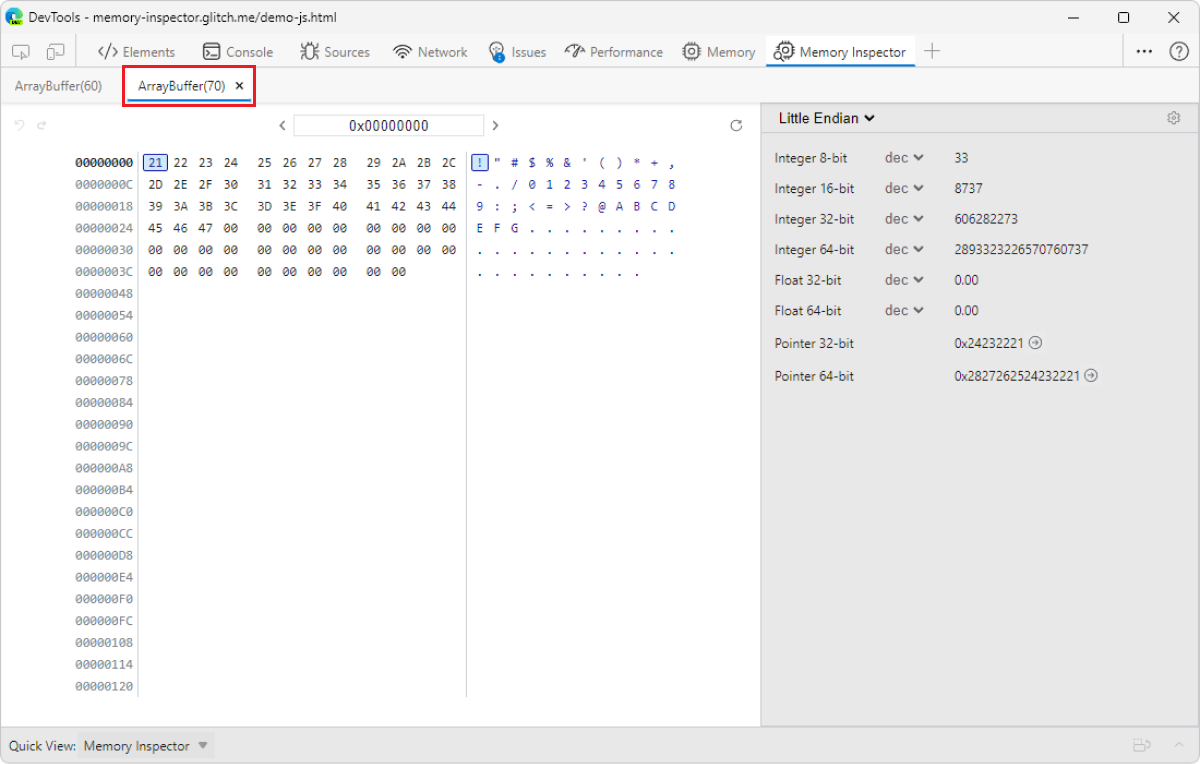 DevTools - memory-inspector.glitch.me/demo-js.html
Elements Console Sources Network Issues Performance Memory Memory Inspector
ArrayBuffer(60) ArrayBuffer(70) ×
0x00000000
00000000 21 22 23 24 25 26 27 28 29 2A 2B 2C ! " # $ % & ' ( ) * + ,
0000000C 2D 2E 2F 30 31 32 33 34 35 36 37 38 - . / 0 1 2 3 4 5 6 7 8
00000018 39 3A 3B 3C 3D 3E 3F 40 41 42 43 44 9 : ; < = > ? @ A B C D
00000024 45 46 47 00 00 00 00 00 00 00 00 00 E F G . . . . . . . . .
00000030 00 00 00 00 00 00 00 00 00 00 00 00 . . . . . . . . . . . .
0000003C 00 00 00 00 00 00 00 00 00 00 . . . . . . . . . .
00000048
00000054
00000060
0000006C
00000078
00000084
00000090
0000009C
000000A8
000000B4
000000C0
000000CC
000000D8
000000E4
000000F0
000000FC
00000108
00000114
00000120
Little Endian
Integer 8-bit dec 33
Integer 16-bit dec 8737
Integer 32-bit dec 606282273
Integer 64-bit dec 2893323226570760737
Float 32-bit dec 0.00
Float 64-bit dec 0.00
Pointer 32-bit 0x24232221
Pointer 64-bit 0x2827262524232221
Quick View: Memory Inspector